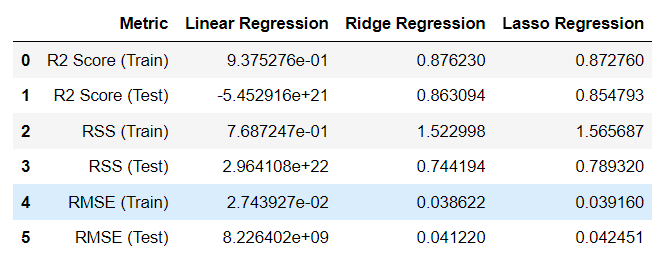 Metric Linear Regression Ridge Regression Lasso Regression
0 R2 Score (Train) 9.375276e-01 0.876230 0.872760
1 R2 Score (Test) -5.452916e+21 0.863094 0.854793
2 RSS (Train) 7.687247e-01 1.522998 1.565687
3 RSS (Test) 2.964108e+22 0.744194 0.789320
4 RMSE (Train) 2.743927e-02 0.038622 0.039160
5 RMSE (Test) 8.226402e+09 0.041220 0.042451